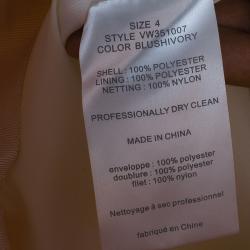 SIZE 4
STYLE VW351007
COLOR BLUSHIVORY
SHELL: 100% POLYESTER
LINING : 100% POLYESTER
NETTING : 100% NYLON
PROFESSIONALLY DRY CLEAN
MADE IN CHINA
enveloppe : 100% polyester
doublure : 100% polyester
filet : 100% nylon
Nettoyage à sec professionnel
fabriqué en Chine